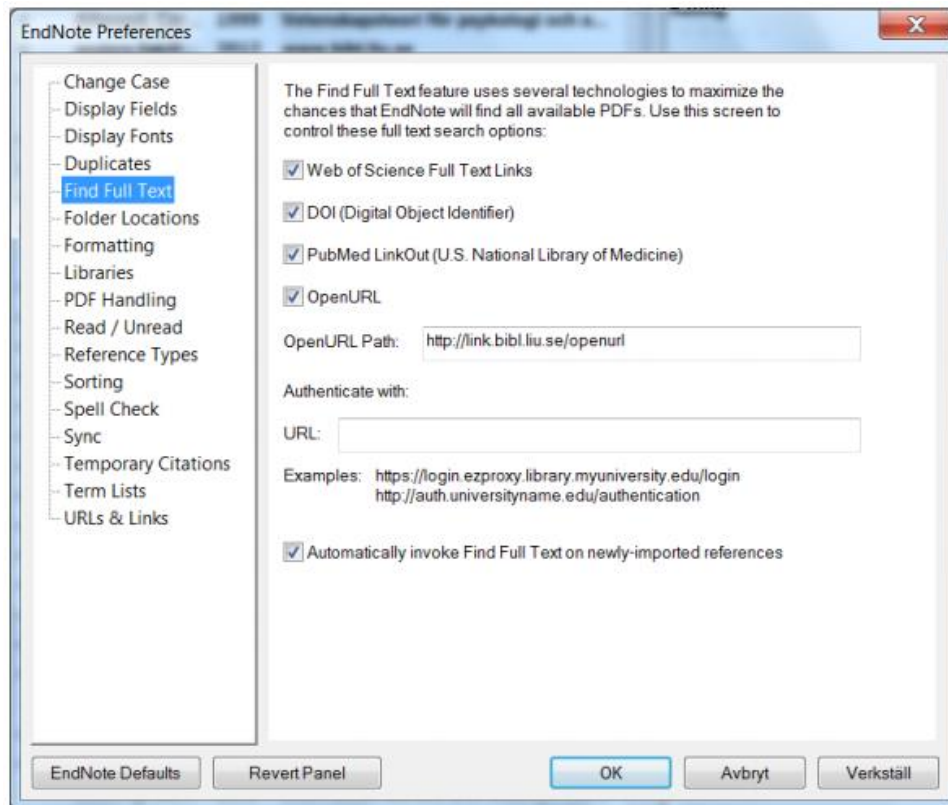 1999 Vetenskapsteori för psykologi och a...
EndNote Preferences
Change Case
Display Fields
Display Fonts
Duplicates
Find Full Text
Folder Locations
Formatting
Libraries
PDF Handling
Read / Unread
Reference Types
Sorting
Spell Check
Sync
Temporary Citations
Term Lists
URLs & Links
The Find Full Text feature uses several technologies to maximize the
chances that EndNote will find all available PDFs. Use this screen to
control these full text search options:
Web of Science Full Text Links
DOI (Digital Object Identifier)
PubMed LinkOut (U.S. National Library of Medicine)
OpenURL
OpenURL Path: http://link.bibl.liu.se/openurl
Authenticate with:
URL:
Examples: https://login.ezproxy.library.myuniversity.edu/login
http://auth.universityname.edu/authentication
Automatically invoke Find Full Text on newly-imported references
EndNote Defaults Revert Panel OK Avbryt Verkställ